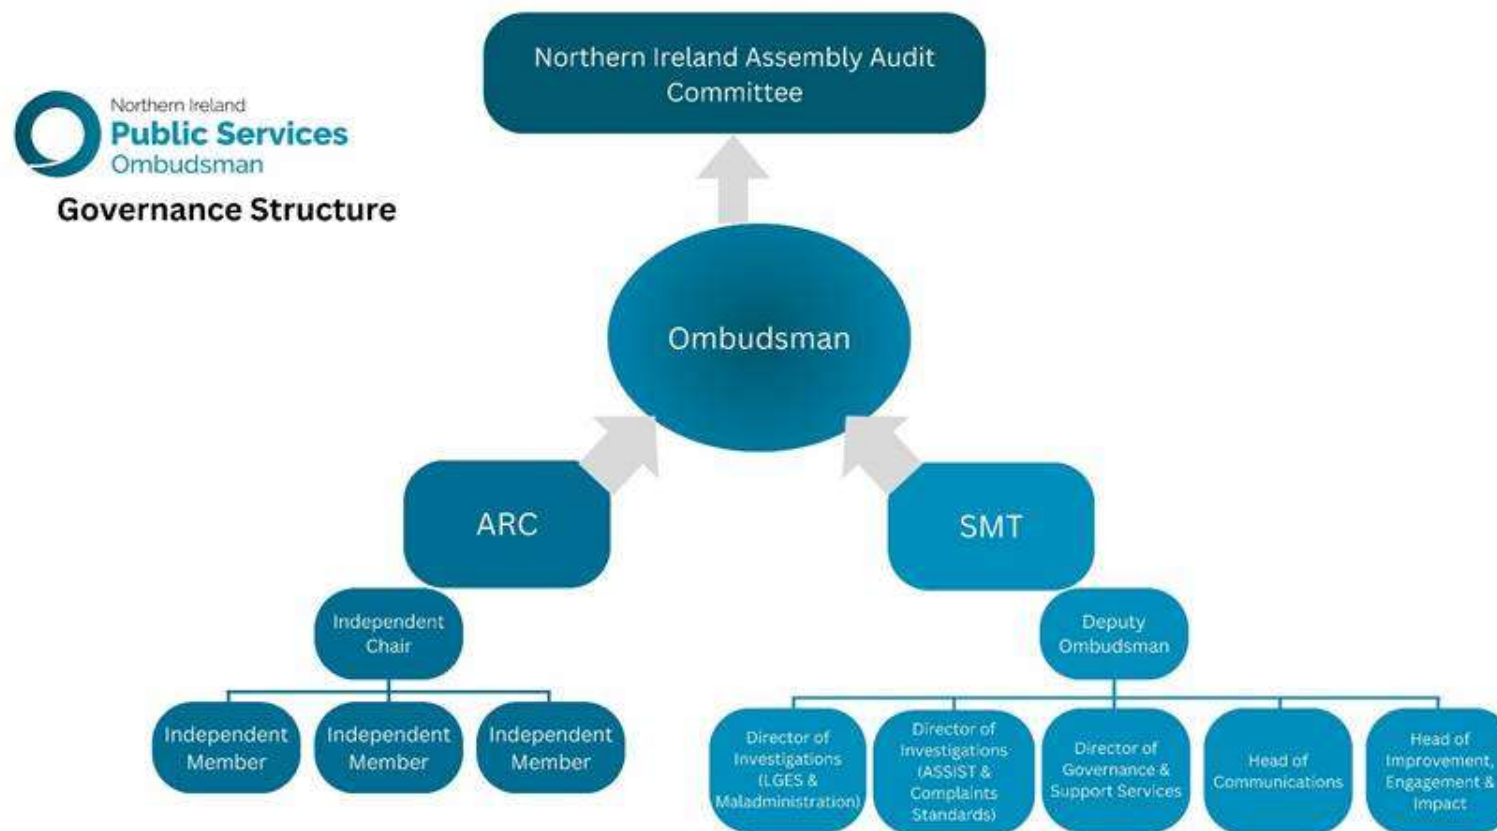 Northern Ireland Assembly Audit
Committee
Northern Ireland
Public Services
Ombudsman
Governance Structure
Ombudsman
ARC
SMT
Independent
Chair
Deputy
Ombudsman
Independent
Member
Independent
Member
Independent
Member
Director of
Investigations
(LGES &
Maladministration)
Director of
Investigations
(ASSIST &
Complaints
Standards)
Director of
Governance &
Support Services
Head of
Communications
Head of
Improvement,
Engagement &
Impact